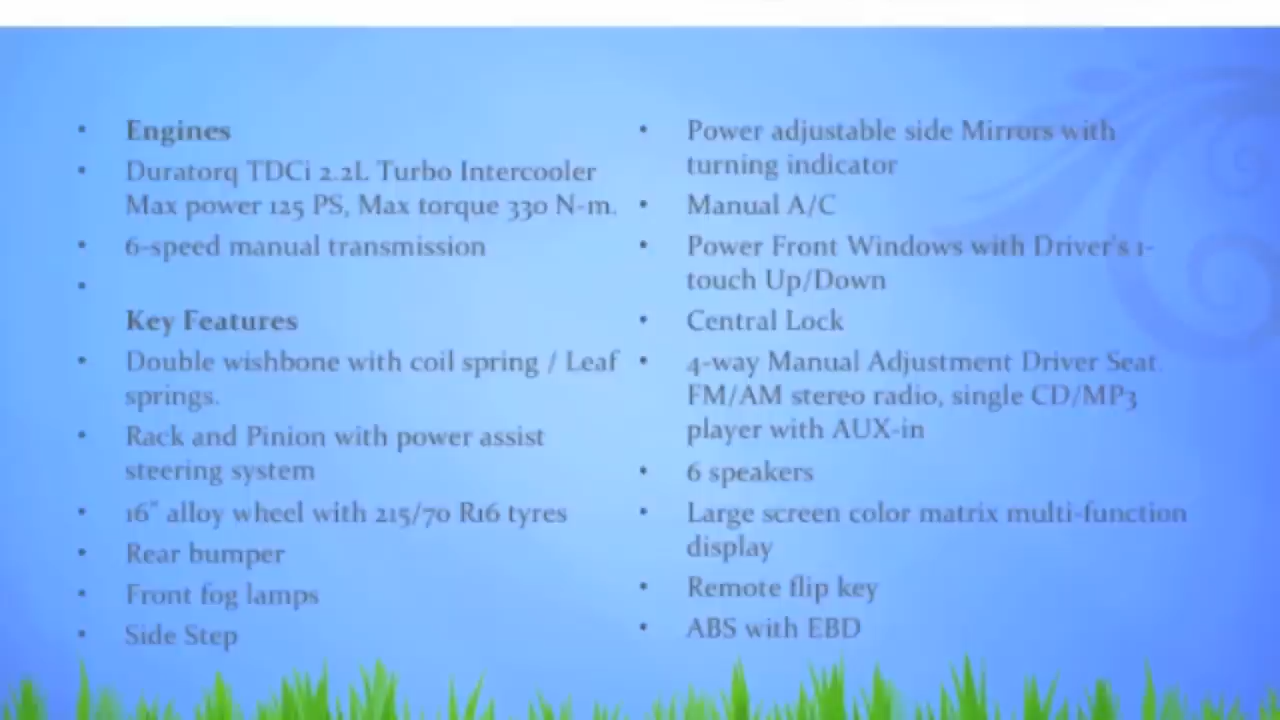 • Engines
• Duratorq TDCi 2.2L Turbo Intercooler
Max power 125 PS, Max torque 330 N-m.
• 6-speed manual transmission
•
Key Features
• Double wishbone with coil spring / Leaf
springs.
• Rack and Pinion with power assist
steering system
• 16" alloy wheel with 215/70 R16 tyres
• Rear bumper
• Front fog lamps
• Side Step
• Power adjustable side Mirrors with
turning indicator
• Manual A/C
• Power Front Windows with Driver's 1-
touch Up/Down
• Central Lock
• 4-way Manual Adjustment Driver Seat.
FM/AM stereo radio, single CD/MP3
player with AUX-in
• 6 speakers
• Large screen color matrix multi-function
display
• Remote flip key
• ABS with EBD